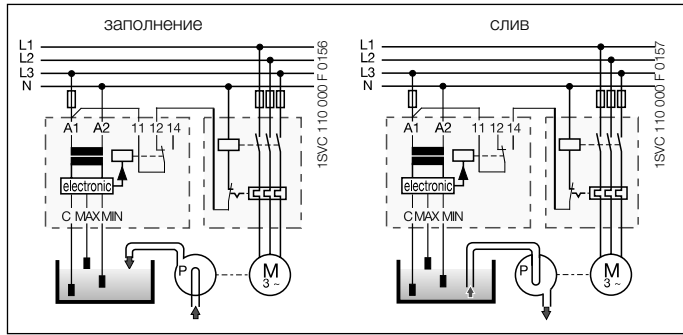 заполнение
L1
L2
L3
N
A1 A2 11 12 14
electronic
C MAX MIN
P
M
3 ~
1SVC 110 000 F 0156
слив
L1
L2
L3
N
A1 A2 11 12 14
electronic
C MAX MIN
P
M
3 ~
1SVC 110 000 F 0157